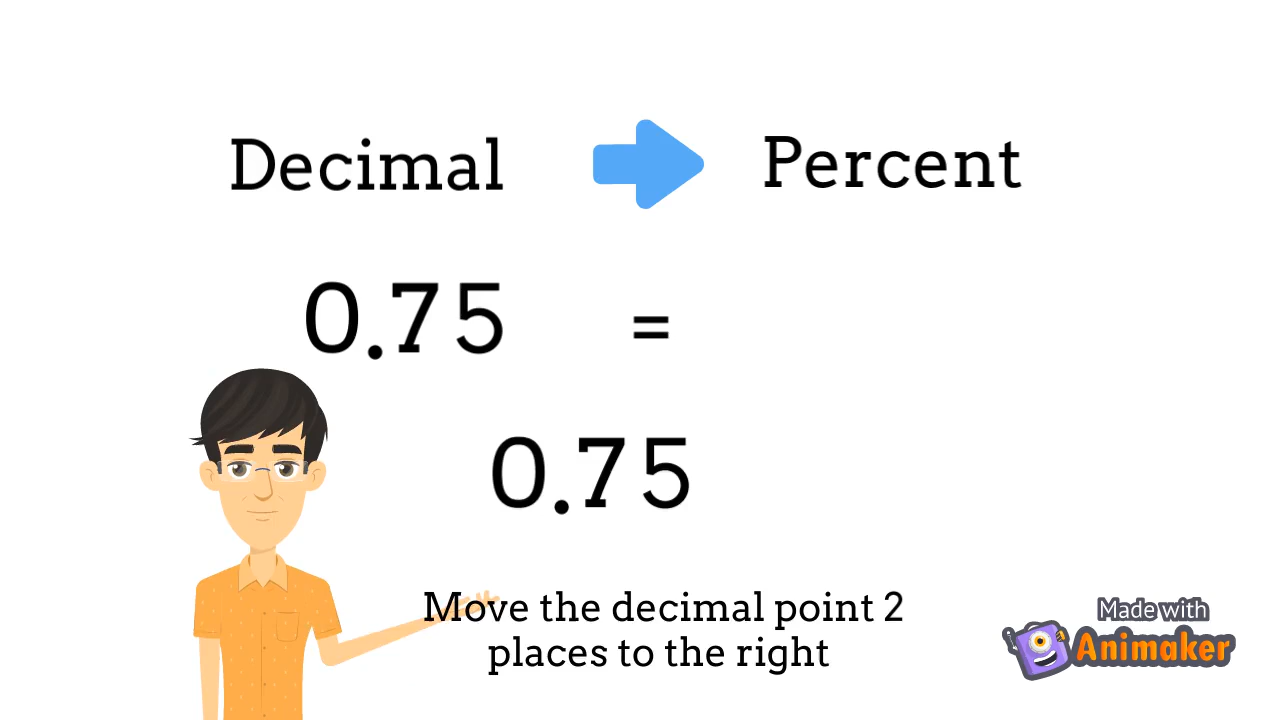 Decimal Percent
0.75 =
0.75
Move the decimal point 2
places to the right
Made with
Animaker